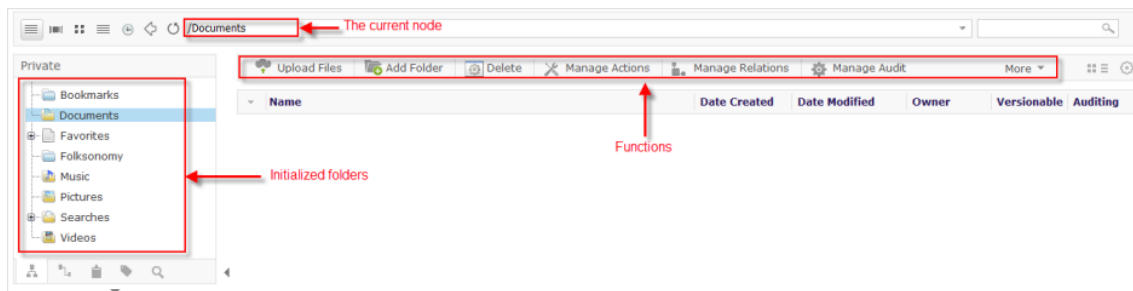 /Documents
The current node
Private
Upload Files Add Folder Delete Manage Actions Manage Relations Manage Audit More
Name Date Created Date Modified Owner Versionable Auditing
Bookmarks
Documents
Favorites
Folksonomy
Music
Pictures
Searches
Videos
Functions
Initialized folders